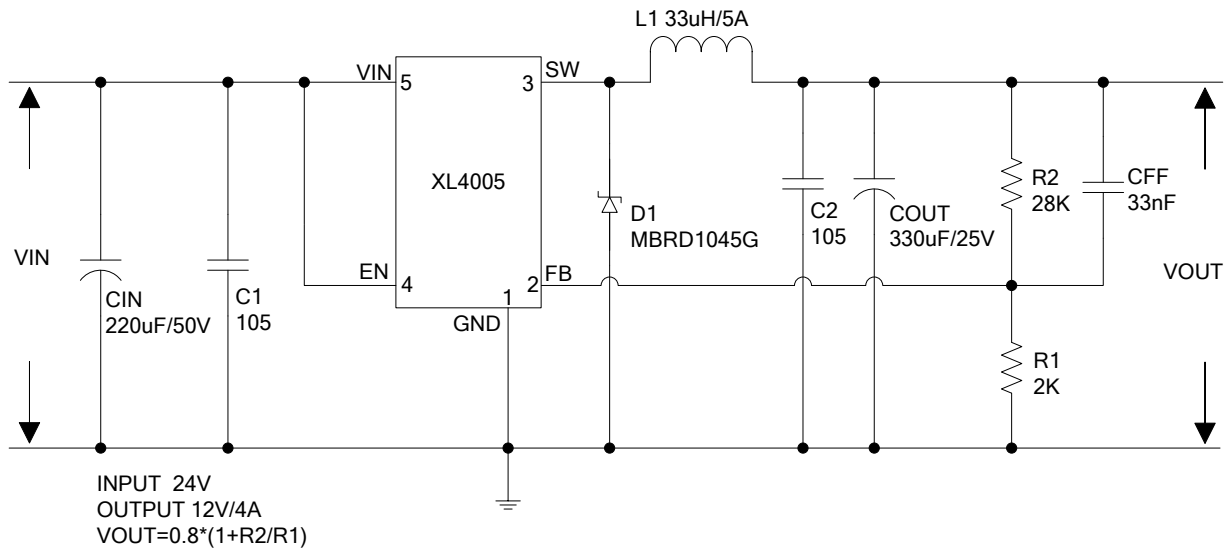 L1 33uH/5A
VIN
5
3
SW
XL4005
VIN
EN
4
2
FB
1
GND
CIN
220uF/50V
C1
105
D1
MBRD1045G
C2
105
COUT
330uF/25V
R2
28K
CFF
33nF
VOUT
R1
2K
INPUT 24V
OUTPUT 12V/4A
VOUT=0.8*(1+R2/R1)